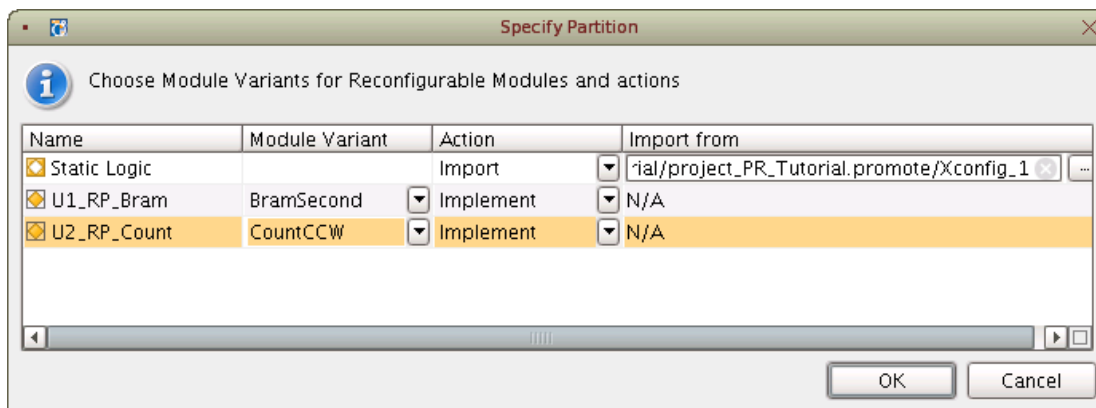 Specify Partition
Choose Module Variants for Reconfigurable Modules and actions
Name Module Variant Action Import from
Static Logic Import rial/project_PR_Tutorial.promote/Xconfig_1 ...
U1_RP_Bram BramSecond Implement N/A
U2_RP_Count CountCCW Implement N/A
OK Cancel